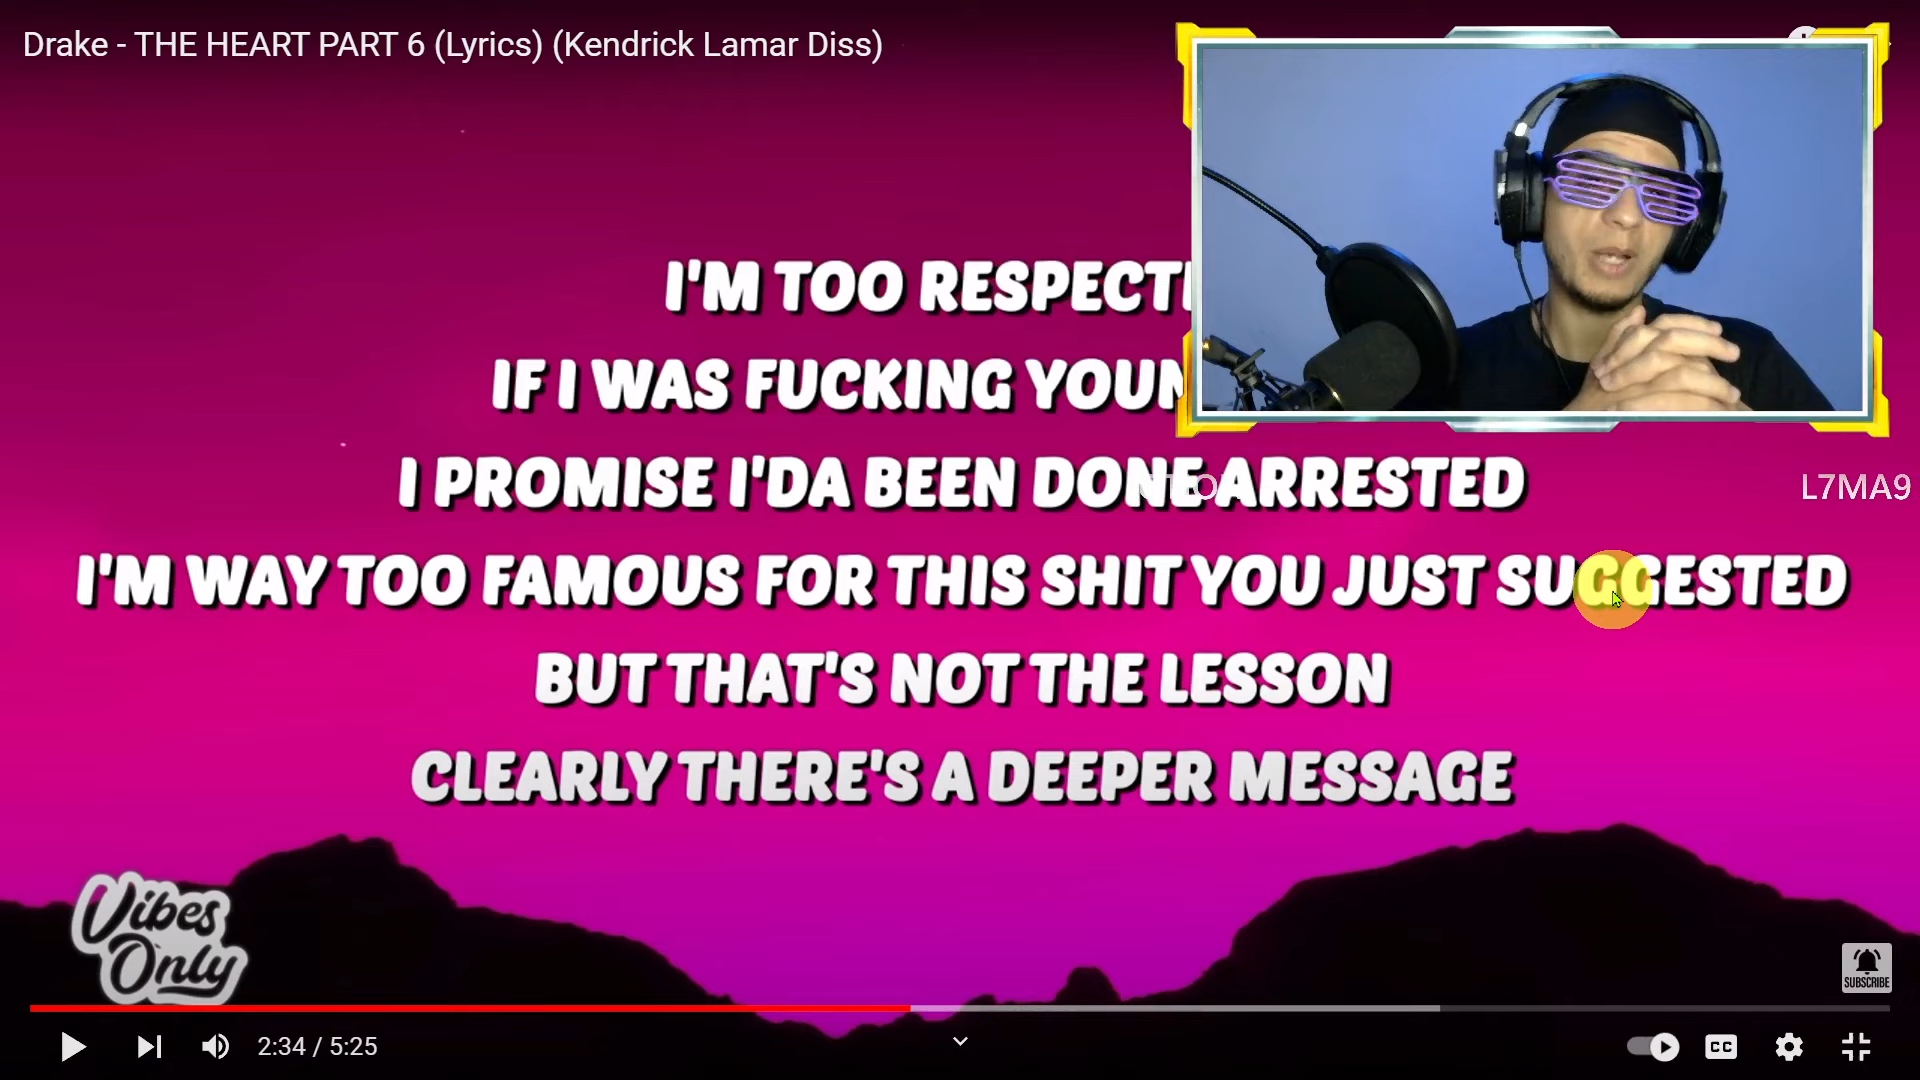 Drake - THE HEART PART 6 (Lyrics) (Kendrick Lamar Diss)
I'M TOO RESPECT
IF I WAS FUCKING YOUN
I PROMISE I'DA BEEN DONE ARRESTED
L7MA9
I'M WAY TOO FAMOUS FOR THIS SHIT YOU JUST SUGGESTED
BUT THAT'S NOT THE LESSON
CLEARLY THERE'S A DEEPER MESSAGE
Vibes
Only
SUBSCRIBE
2:34 / 5:25
CC